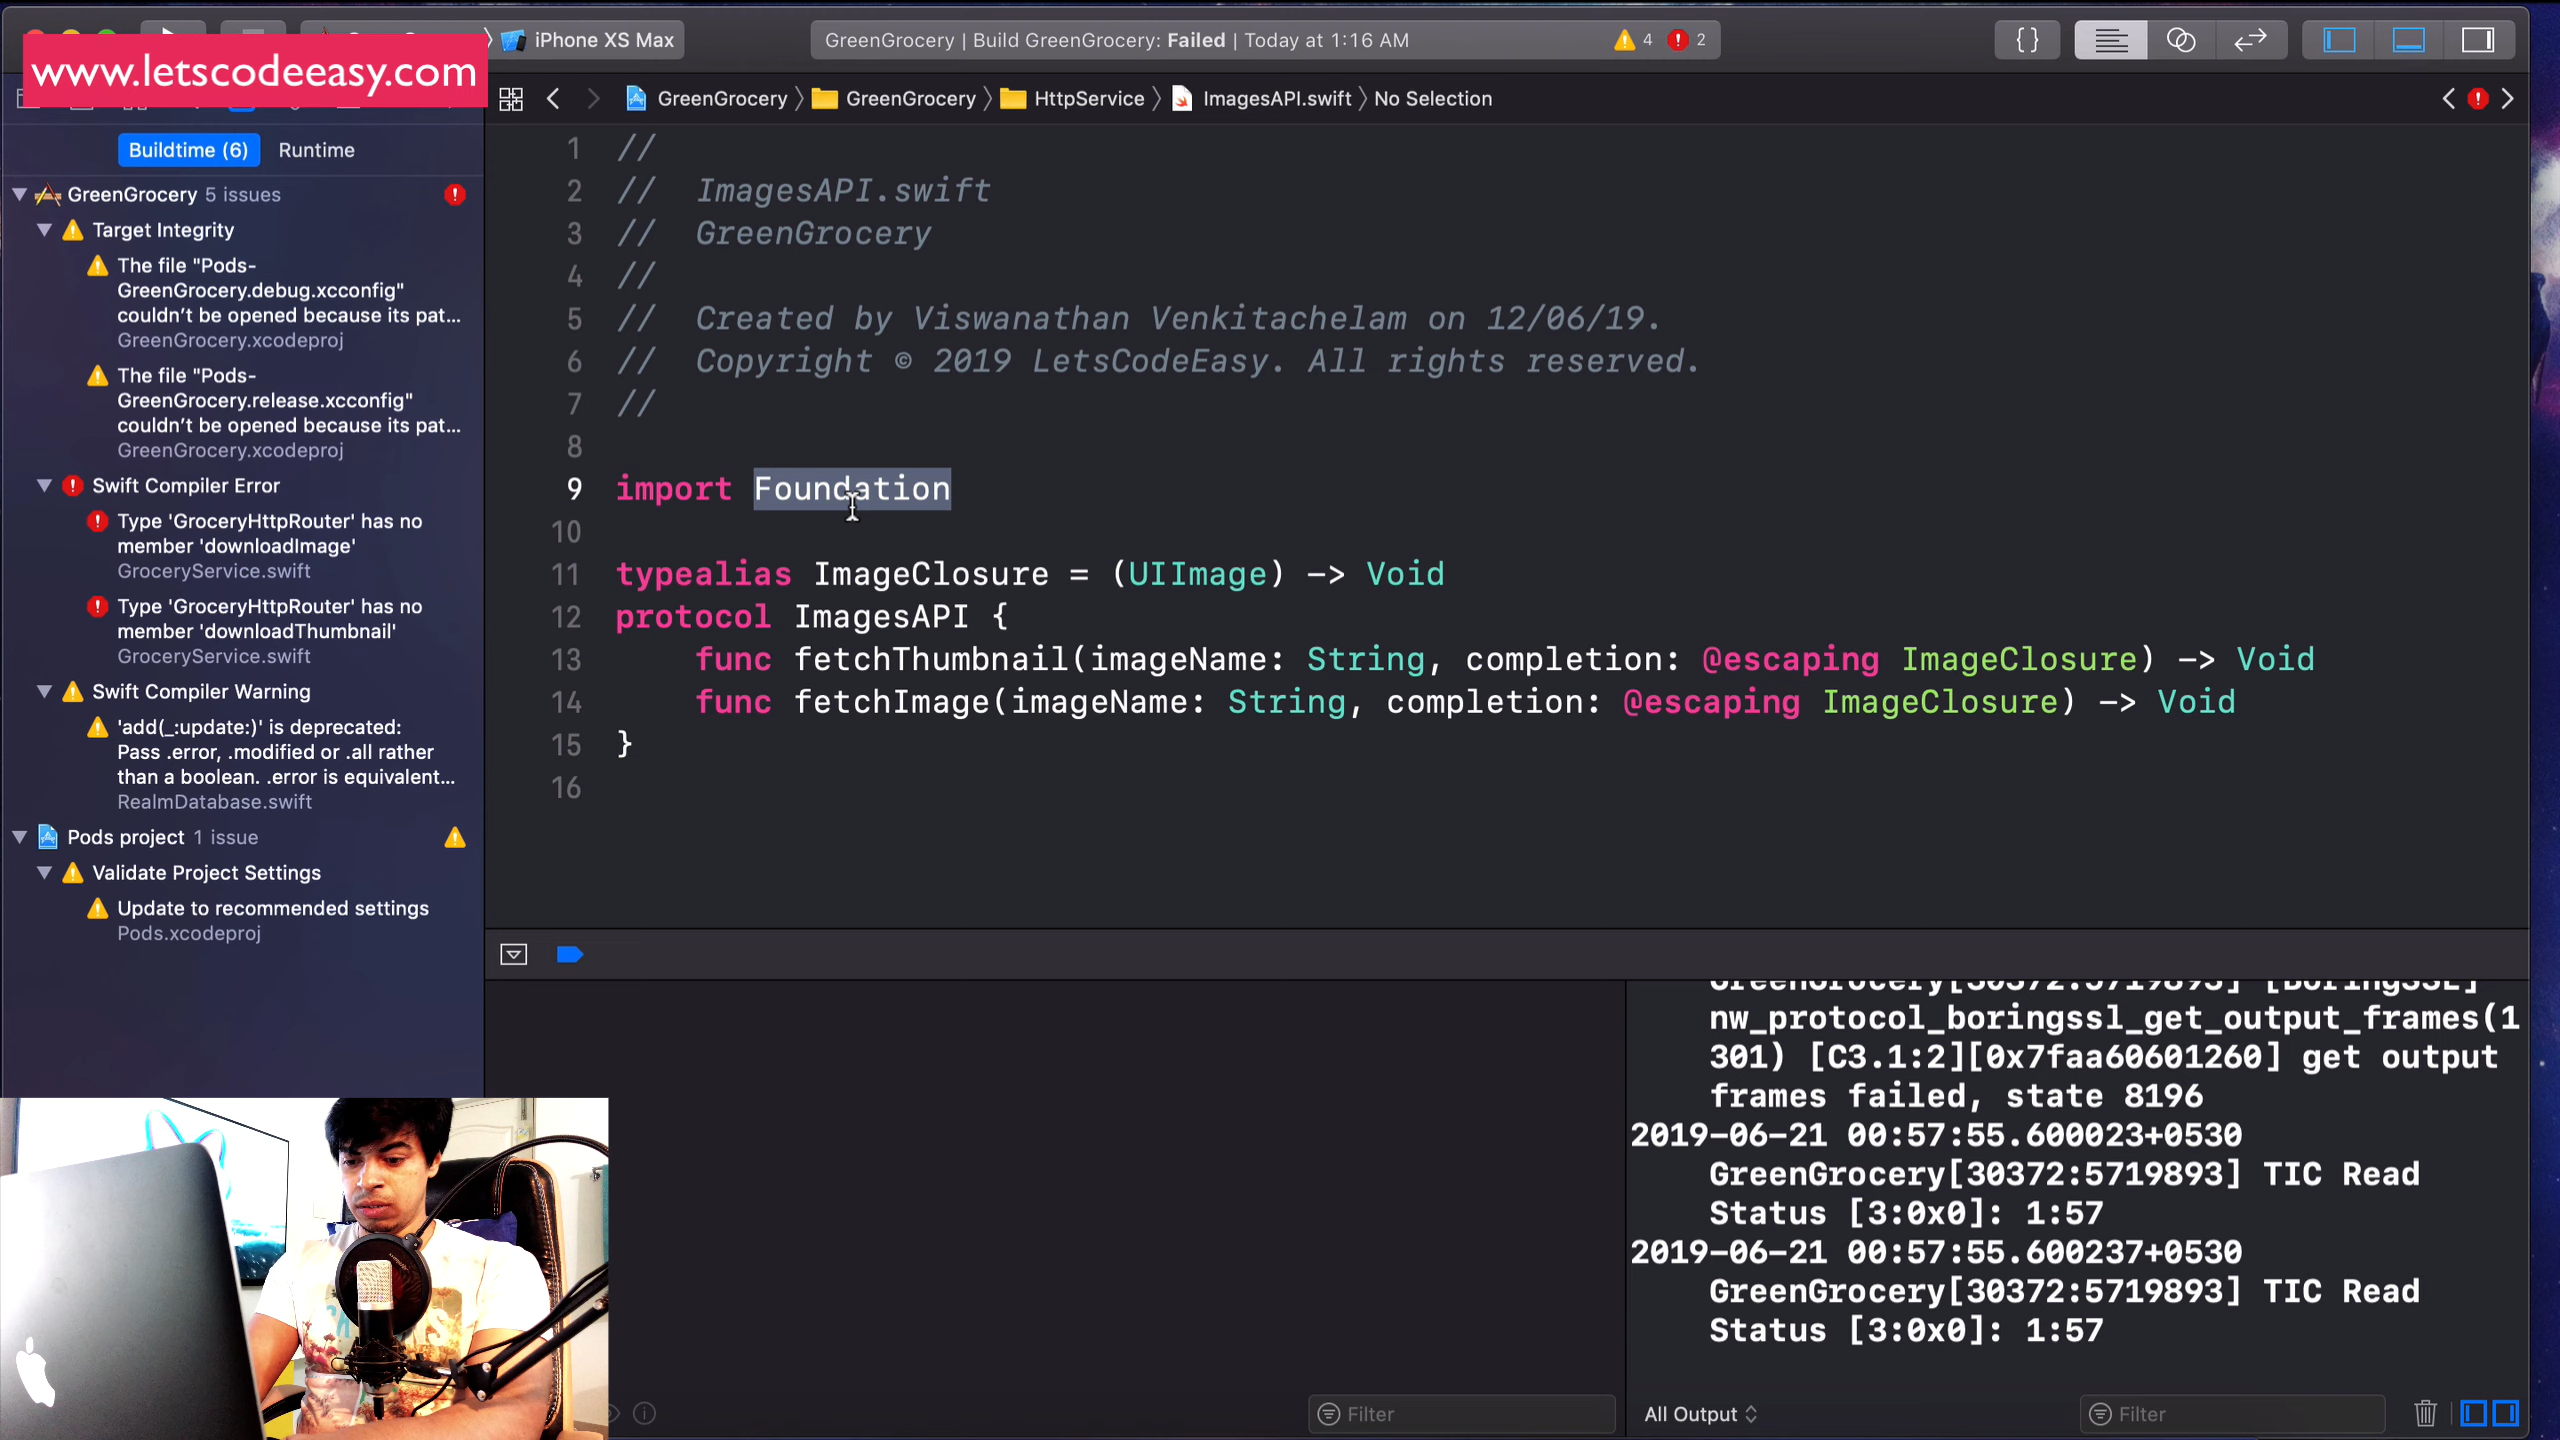 iPhone XS Max
GreenGrocery | Build GreenGrocery: Failed | Today at 1:16 AM
4
2
www.letscodeeasy.com
GreenGrocery
GreenGrocery
HttpService
ImagesAPI.swift
No Selection
Buildtime (6)
Runtime
GreenGrocery 5 issues
Target Integrity
The file "Pods-
GreenGrocery.debug.xcconfig"
couldn't be opened because its pat...
GreenGrocery.xcodeproj
The file "Pods-
GreenGrocery.release.xcconfig"
couldn't be opened because its pat...
GreenGrocery.xcodeproj
Swift Compiler Error
Type 'GroceryHttpRouter' has no
member 'downloadImage'
GroceryService.swift
Type 'GroceryHttpRouter' has no
member 'downloadThumbnail'
GroceryService.swift
Swift Compiler Warning
'add(_:update:)' is deprecated:
Pass .error, .modified or .all rather
than a boolean. .error is equivalent...
RealmDatabase.swift
Pods project 1 issue
Validate Project Settings
Update to recommended settings
Pods.xcodeproj
1 //
2 // ImagesAPI.swift
3 // GreenGrocery
4 //
5 // Created by Viswanathan Venkitachelam on 12/06/19.
6 // Copyright © 2019 LetsCodeEasy. All rights reserved.
7 //
8
9 import Foundation
10
11 typealias ImageClosure = (UIImage) -> Void
12 protocol ImagesAPI {
13 func fetchThumbnail(imageName: String, completion: @escaping ImageClosure) -> Void
14 func fetchImage(imageName: String, completion: @escaping ImageClosure) -> Void
15 }
16
GreenGrocery[30372:5719893] [BoringSSL]
nw_protocol_boringssl_get_output_frames(1
301) [C3.1:2][0x7faa60601260] get output
frames failed, state 8196
2019-06-21 00:57:55.600023+0530
GreenGrocery[30372:5719893] TIC Read
Status [3:0x0]: 1:57
2019-06-21 00:57:55.600237+0530
GreenGrocery[30372:5719893] TIC Read
Status [3:0x0]: 1:57
Filter
All Output
Filter